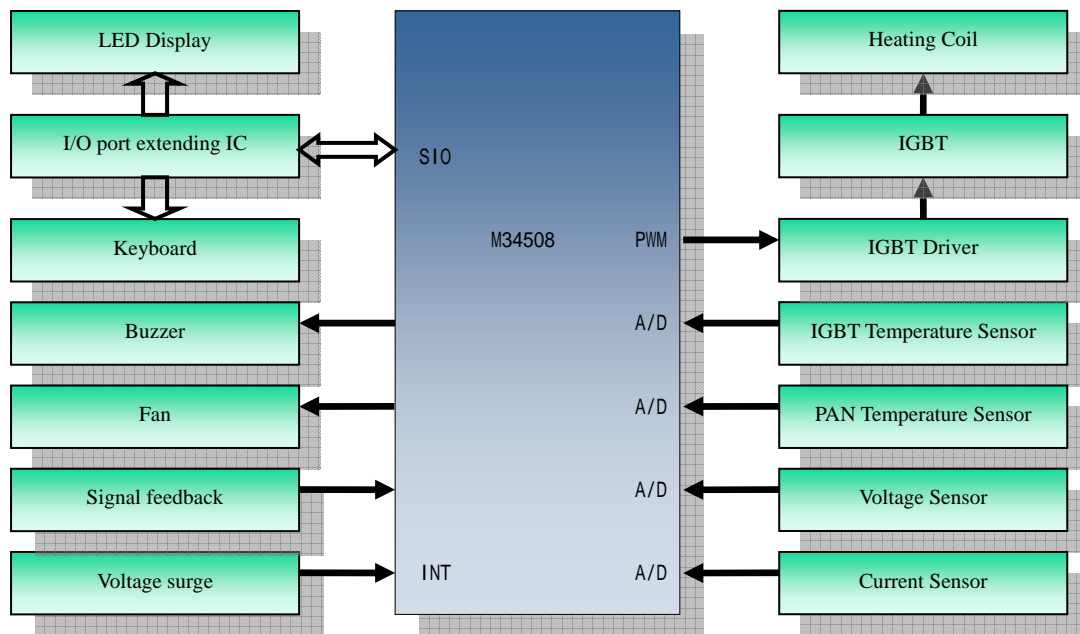 LED Display
I/O port extending IC
Keyboard
Buzzer
Fan
Signal feedback
Voltage surge
SIO
M34508
INT
PWM
A/D
A/D
A/D
A/D
Heating Coil
IGBT
IGBT Driver
IGBT Temperature Sensor
PAN Temperature Sensor
Voltage Sensor
Current Sensor